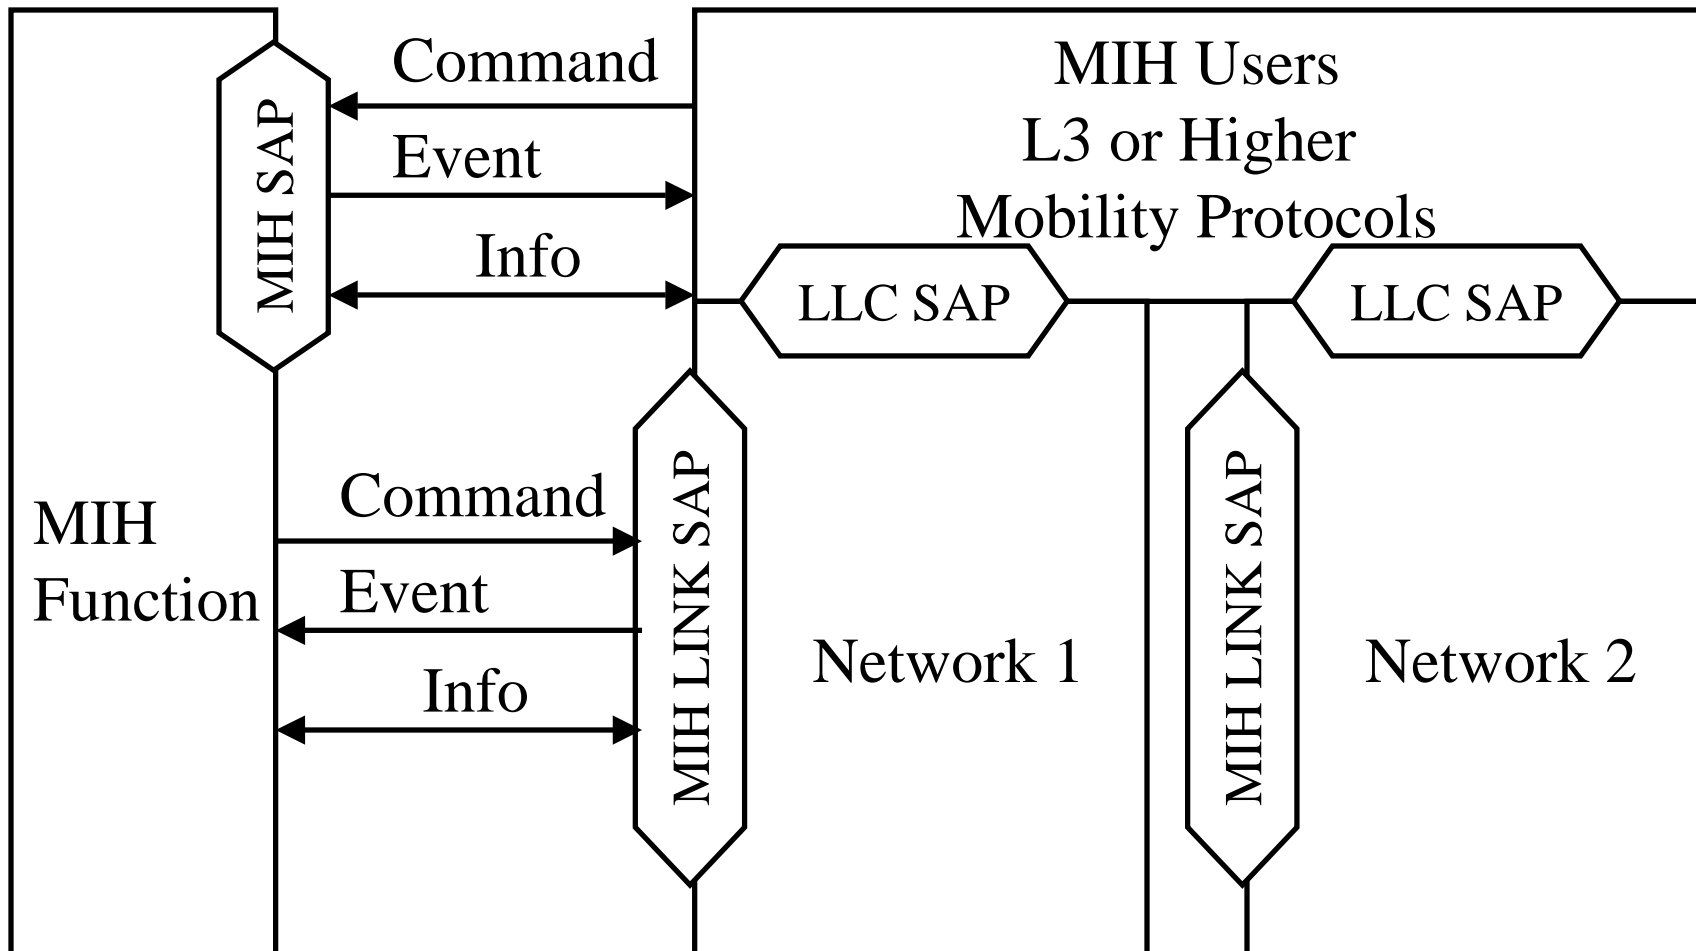 Command
Event
Info
MIH SAP
MIH Users
L3 or Higher
Mobility Protocols
LLC SAP
LLC SAP
MIH
Function
Command
Event
Info
MIH LINK SAP
Network 1
MIH LINK SAP
Network 2